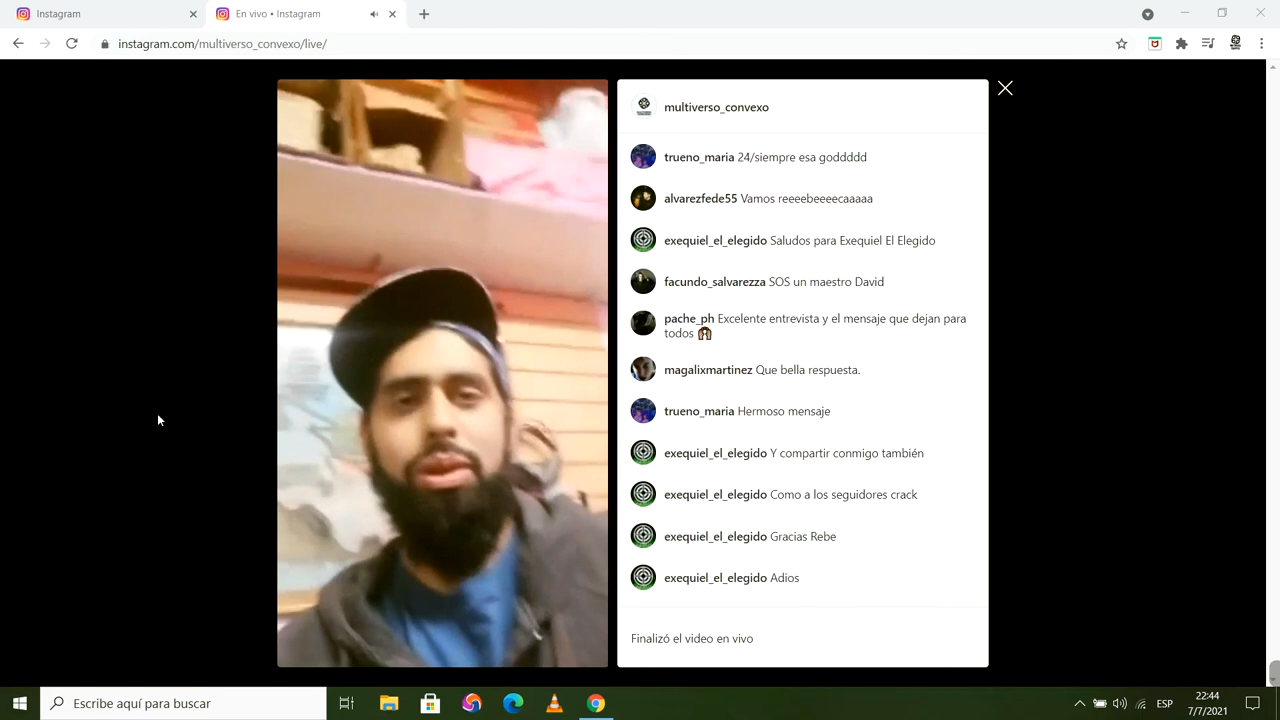 Instagram
En vivo • Instagram
instagram.com/multiverso_convexo/live/
multiverso_convexo
trueno_maria 24/siempre esa goddddd
alvarezfede55 Vamos reeeebeeeecaaaaa
exequiel_el_elegido Saludos para Exequiel El Elegido
facundo_salvarezza SOS un maestro David
pache_ph Excelente entrevista y el mensaje que dejan para
todos
magalixmartinez Que bella respuesta.
trueno_maria Hermoso mensaje
exequiel_el_elegido Y compartir conmigo también
exequiel_el_elegido Como a los seguidores crack
exequiel_el_elegido Gracias Rebe
exequiel_el_elegido Adios
Finalizó el video en vivo
Escribe aquí para buscar
ESP
22:44
7/7/2021